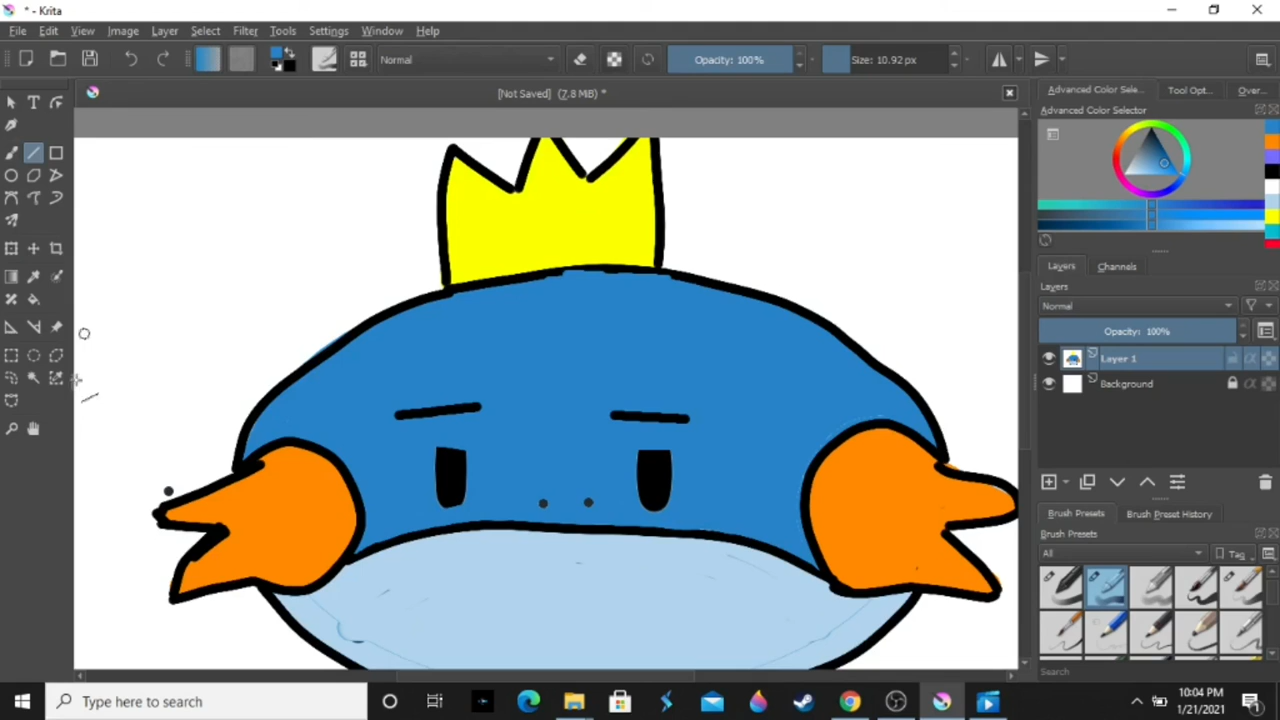 * - Krita
File Edit View Image Layer Select Filter Tools Settings Window Help
Normal Opacity: 100% Size: 10.92 px
[Not Saved] (7.8 MiB) *
Advanced Color Sele... Tool Opt... Over...
Advanced Color Selector
Layers Channels
Layers
Normal
Opacity: 100%
Layer 1
Background
Brush Presets Brush Preset History
Brush Presets
All Tag
Search
Type here to search
10:04 PM
1/21/2021